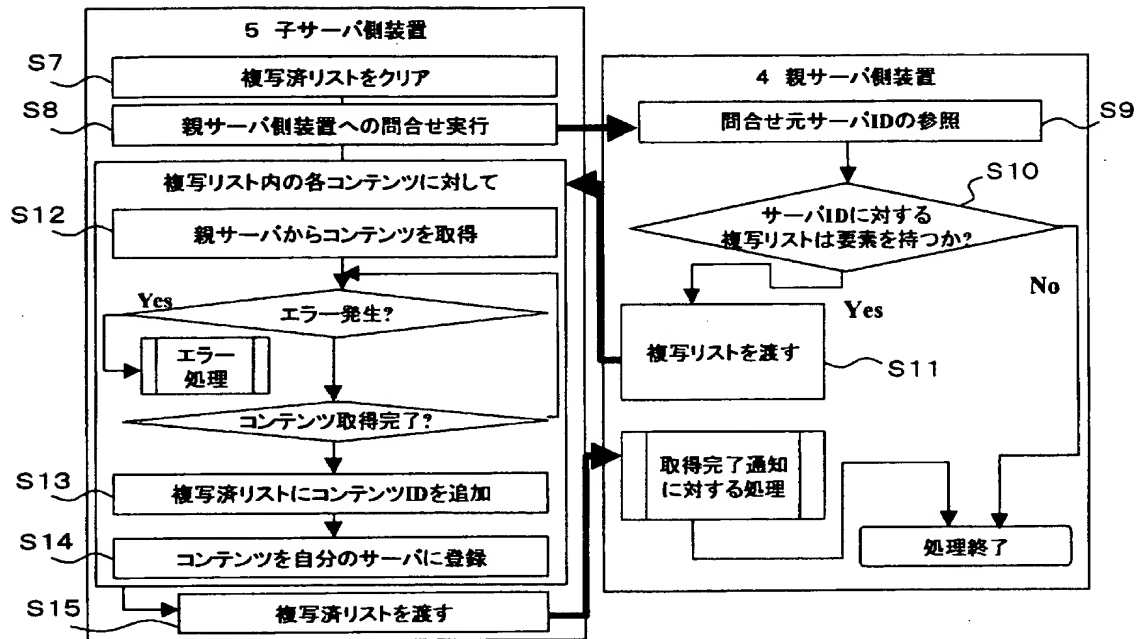 5 子サーバ側装置
S7
複写済リストをクリア
S8
親サーバ側装置への問合せ実行
複写リスト内の各コンテンツに対して
S12
親サーバからコンテンツを取得
Yes
エラー発生?
エラー
処理
コンテンツ取得完了?
S13
複写済リストにコンテンツIDを追加
S14
コンテンツを自分のサーバに登録
S15
複写済リストを渡す
4 親サーバ側装置
問合せ元サーバIDの参照
S9
S10
サーバIDに対する
複写リストは要素を持つか?
No
Yes
複写リストを渡す
S11
取得完了通知
に対する処理
処理終了